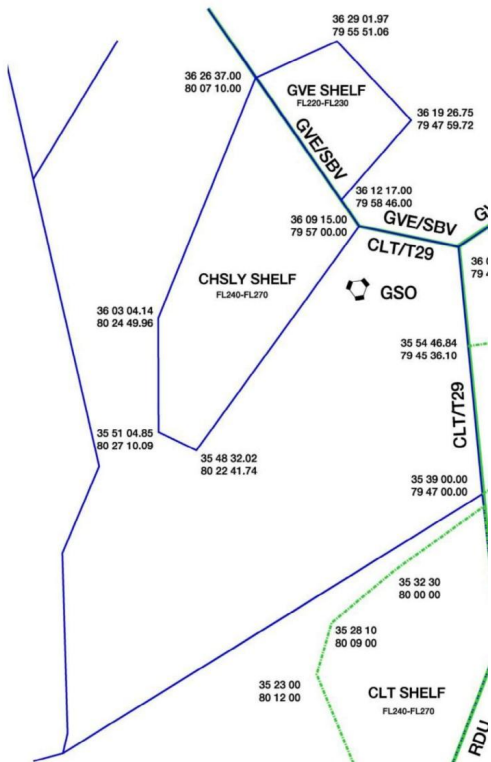 36 29 01.97
79 55 51.06
36 26 37.00
80 07 10.00
GVE SHELF
FL220-FL230
36 19 26.75
79 47 59.72
GVE/SBV
36 12 17.00
79 58 46.00
36 09 15.00
79 57 00.00
GVE/SBV
CLT/T29
CHSLY SHELF
FL240-FL270
GSO
36 03 04.14
80 24 49.96
35 54 46.84
79 45 36.10
CLT/T29
35 51 04.85
80 27 10.09
35 48 32.02
80 22 41.74
35 39 00.00
79 47 00.00
35 32 30
80 00 00
35 28 10
80 09 00
35 23 00
80 12 00
CLT SHELF
FL240-FL270
RDU